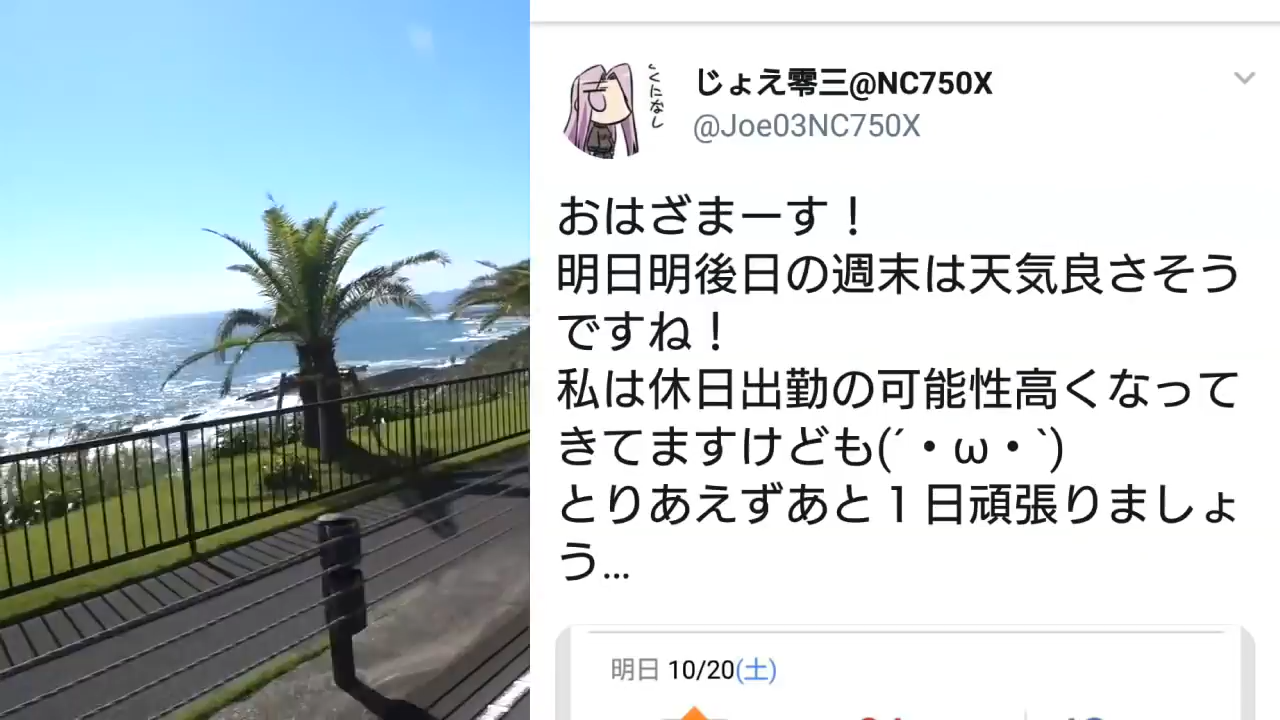 くになし
じょえ零三@NC750X
@Joe03NC750X
おはざまーす！
明日明後日の週末は天気良さそう
ですね！
私は休日出勤の可能性高くなって
きてますけども(´・ω・`)
とりあえずあと１日頑張りましょ
う…
明日 10/20(土)